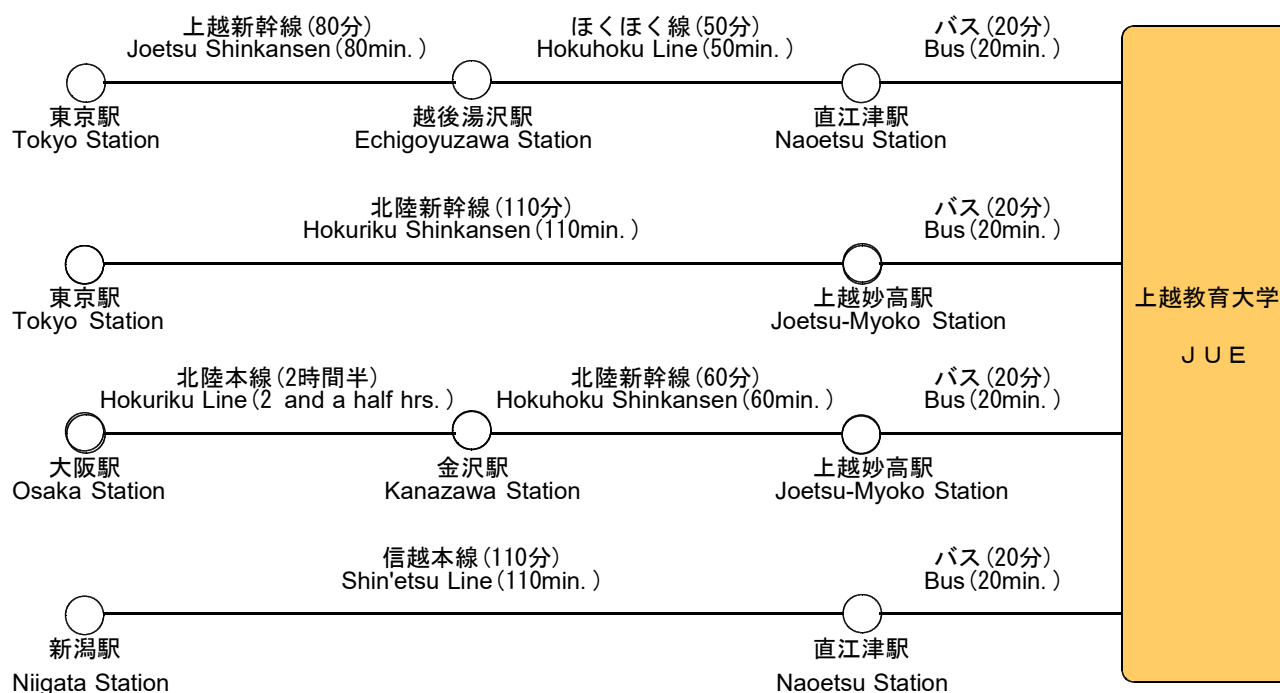 上越新幹線(80分)
Joetsu Shinkansen(80min.)
ほくほく線(50分)
Hokuhoku Line(50min.)
バス(20分)
Bus(20min.)
東京駅
Tokyo Station
越後湯沢駅
Echigoyuzawa Station
直江津駅
Naoetsu Station
北陸新幹線(110分)
Hokuriku Shinkansen(110min.)
バス(20分)
Bus(20min.)
東京駅
Tokyo Station
上越妙高駅
Joetsu-Myoko Station
北陸本線(2時間半)
Hokuriku Line(2 and a half hrs.)
北陸新幹線(60分)
Hokuhoku Shinkansen(60min.)
バス(20分)
Bus(20min.)
大阪駅
Osaka Station
金沢駅
Kanazawa Station
上越妙高駅
Joetsu-Myoko Station
信越本線(110分)
Shin'etsu Line(110min.)
バス(20分)
Bus(20min.)
新潟駅
Niigata Station
直江津駅
Naoetsu Station
上越教育大学
JUE